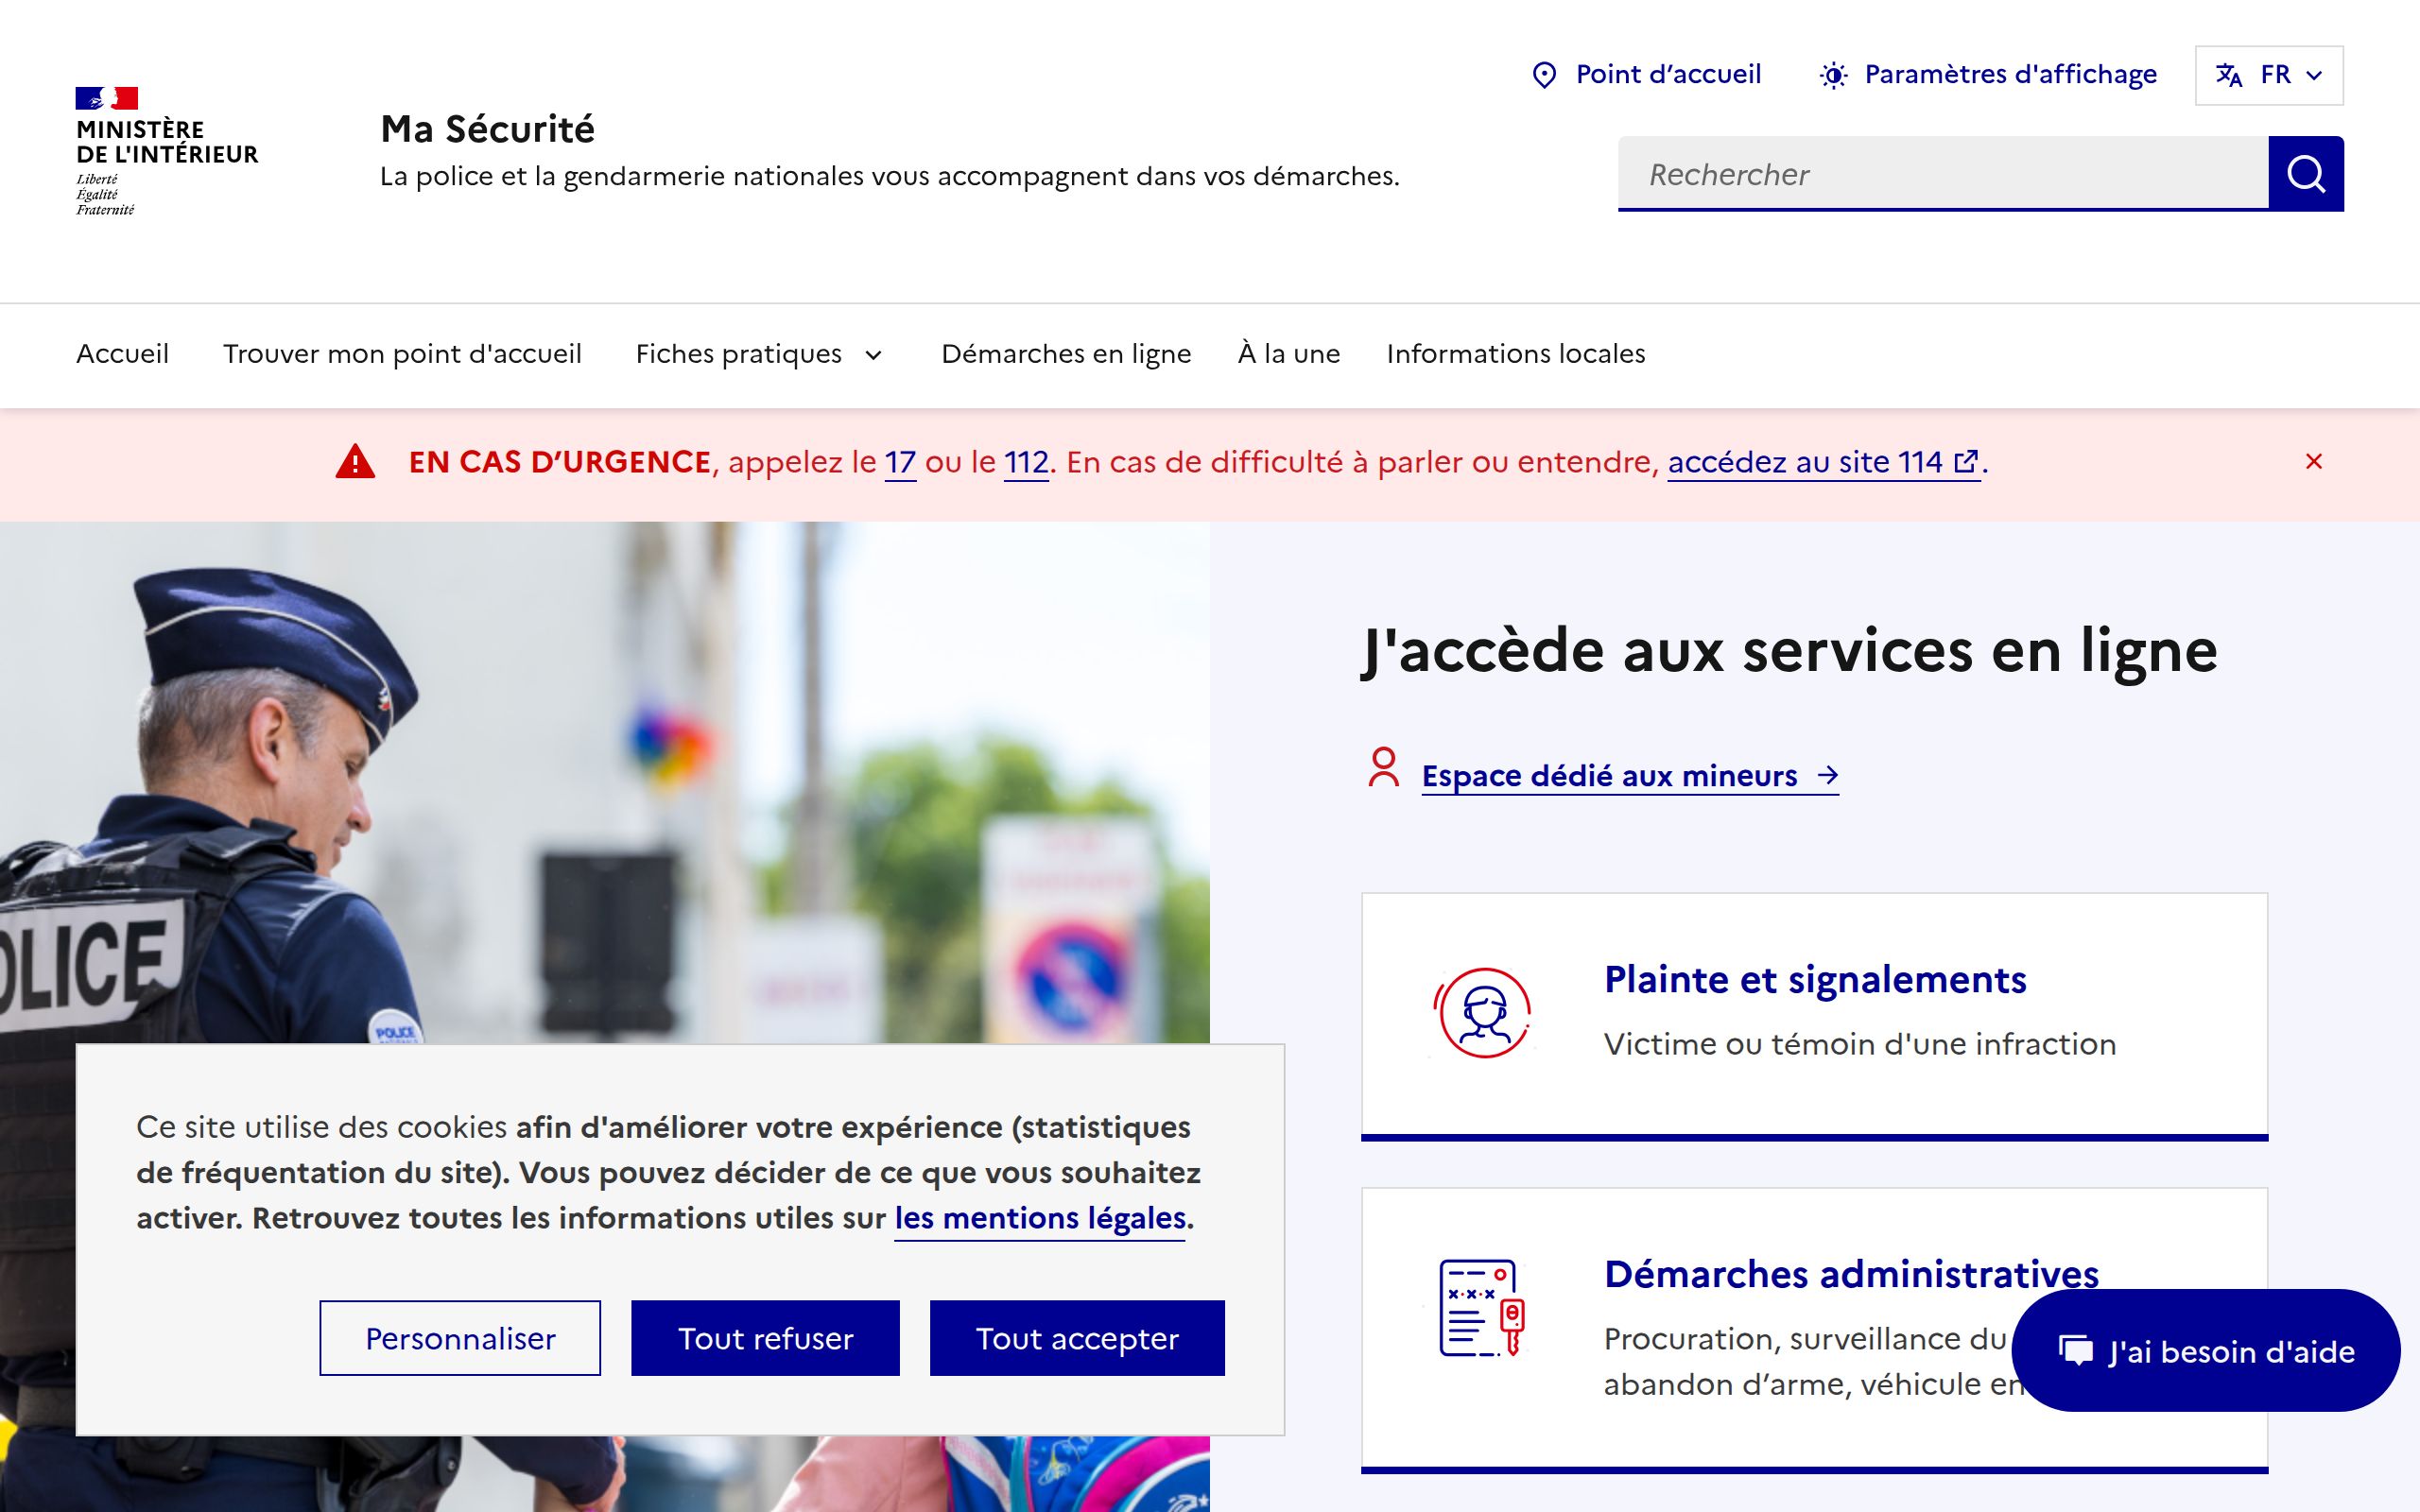 Point d’accueil
Paramètres d'affichage
FR
MINISTÈRE
DE L'INTÉRIEUR
Liberté
Égalité
Fraternité
Ma Sécurité
La police et la gendarmerie nationales vous accompagnent dans vos démarches.
Rechercher
Accueil
Trouver mon point d'accueil
Fiches pratiques
Démarches en ligne
À la une
Informations locales
EN CAS D’URGENCE, appelez le 17 ou le 112. En cas de difficulté à parler ou entendre, accédez au site 114.
J'accède aux services en ligne
Espace dédié aux mineurs
OLICE
POLICE
Plainte et signalements
Victime ou témoin d'une infraction
Ce site utilise des cookies afin d'améliorer votre expérience (statistiques
de fréquentation du site). Vous pouvez décider de ce que vous souhaitez
activer. Retrouvez toutes les informations utiles sur les mentions légales.
Personnaliser
Tout refuser
Tout accepter
Démarches administratives
Procuration, surveillance du
abandon d’arme, véhicule en
J'ai besoin d'aide